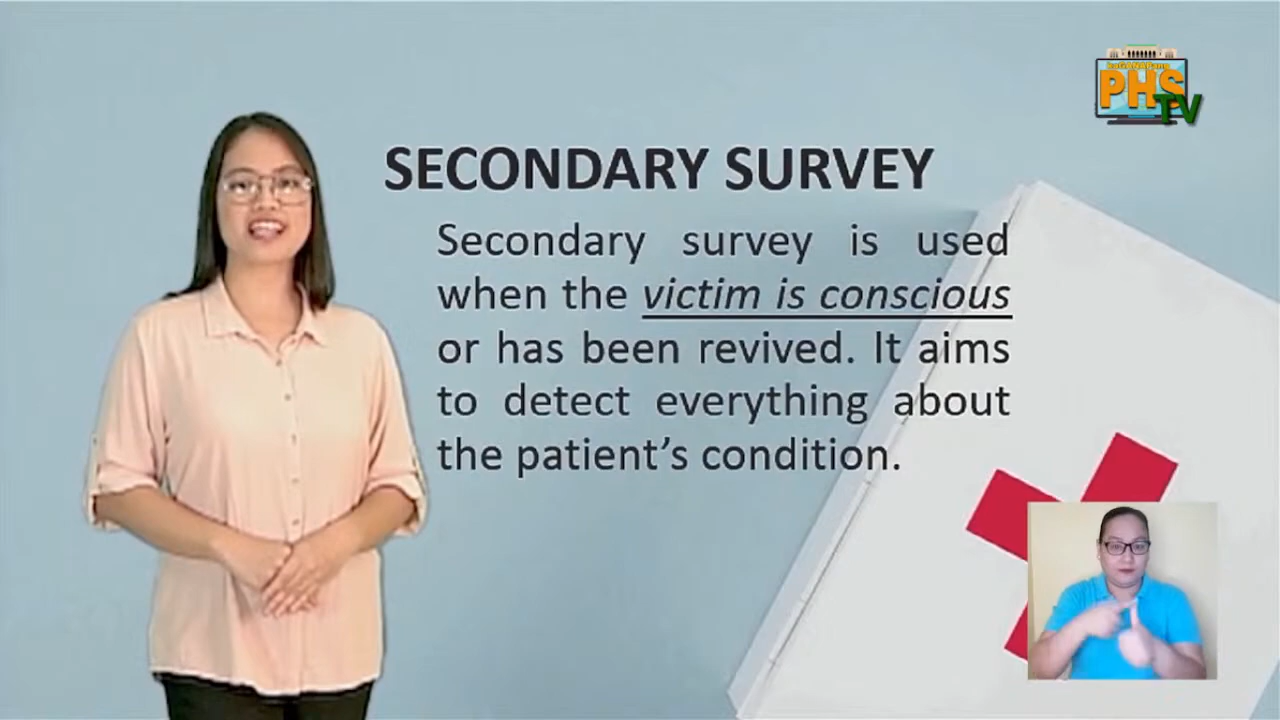 kaGANAPang
PHS
TV
SECONDARY SURVEY
Secondary survey is used
when the victim is conscious
or has been revived. It aims
to detect everything about
the patient's condition.